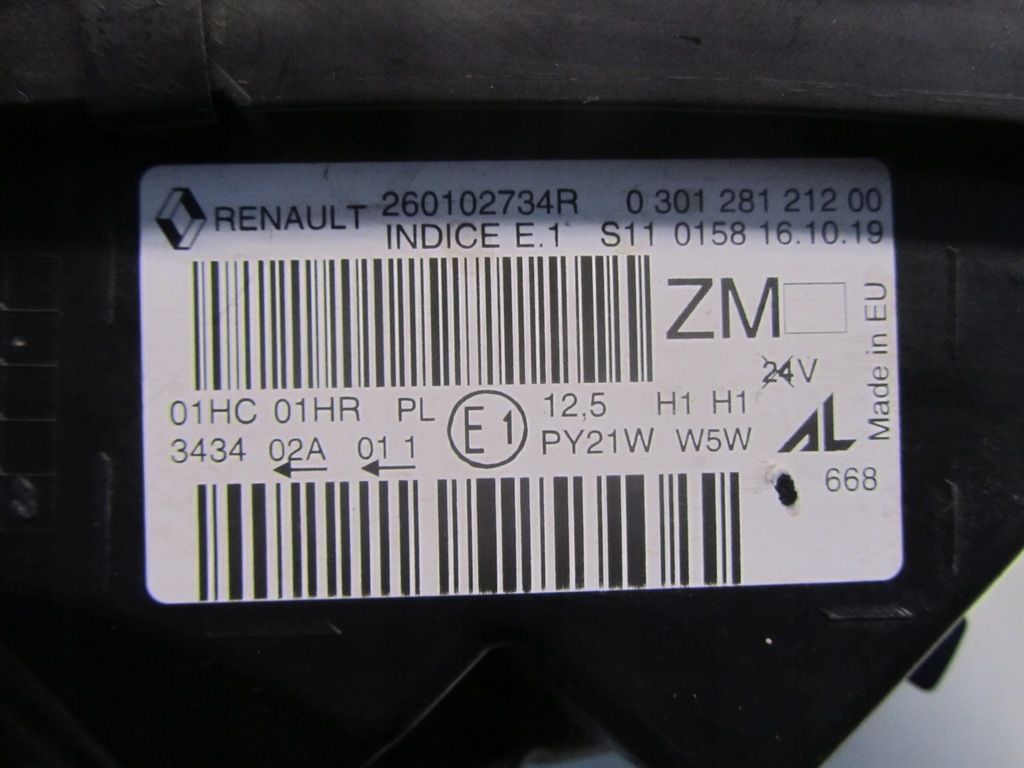 RENAULT 260102734R 0 301 281 212 00
INDICE E.1 S11 0158 16.10.19
ZM
24V
Made in EU
01HC 01HR PL E1 12,5 H1 H1
3434 02A 01 1 PY21W W5W AL
668